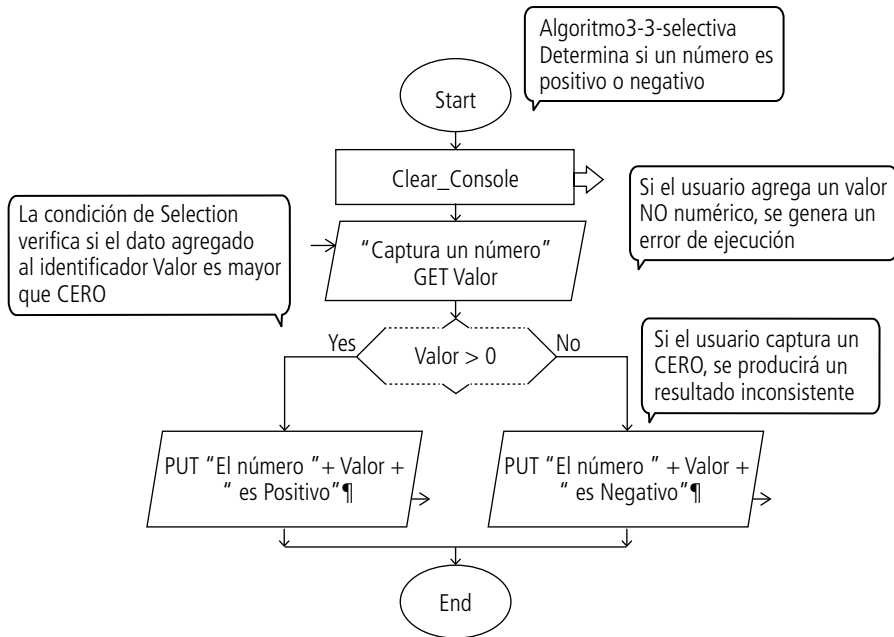 Algoritmo3-3-selectiva
Determina si un número es
positivo o negativo
Start
Clear_Console
Si el usuario agrega un valor
NO numérico, se genera un
error de ejecución
La condición de Selection
verifica si el dato agregado
al identificador Valor es mayor
que CERO
“Captura un número”
GET Valor
Yes
Valor > 0
No
Si el usuario captura un
CERO, se producirá un
resultado inconsistente
PUT “El número ”+ Valor +
“ es Positivo”¶
PUT “El número ” + Valor +
“ es Negativo”¶
End